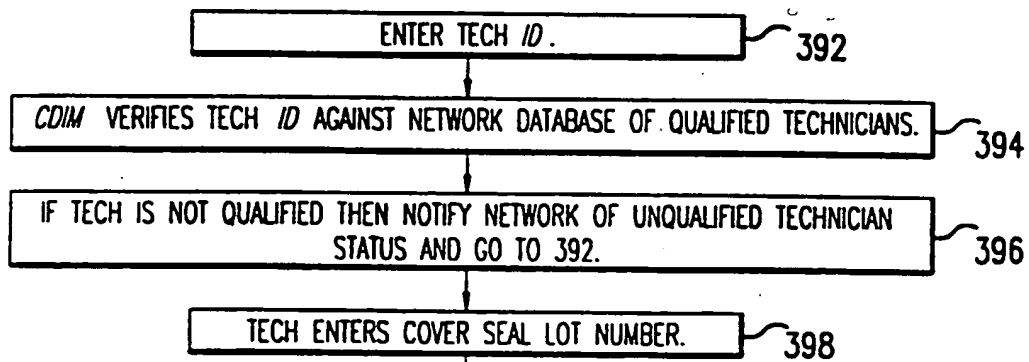 ENTER TECH ID.
392
CDIM VERIFIES TECH ID AGAINST NETWORK DATABASE OF QUALIFIED TECHNICIANS.
394
IF TECH IS NOT QUALIFIED THEN NOTIFY NETWORK OF UNQUALIFIED TECHNICIAN
STATUS AND GO TO 392.
396
TECH ENTERS COVER SEAL LOT NUMBER.
398